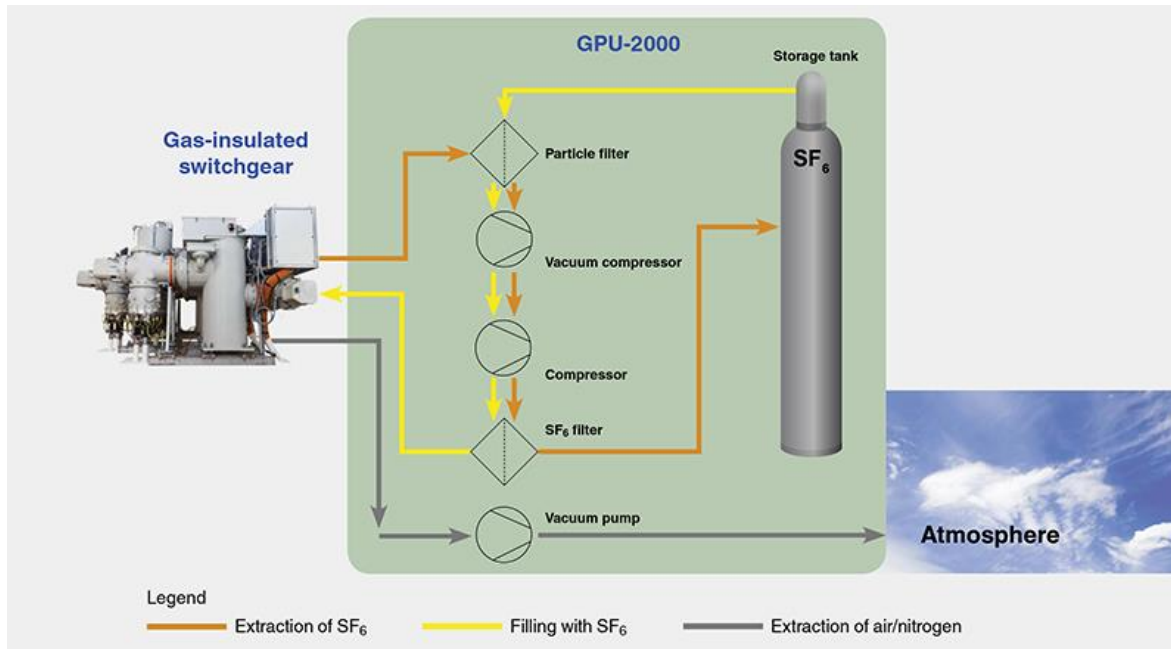 GPU-2000
Storage tank
Gas-insulated
switchgear
Particle filter
SF₆
Vacuum compressor
Compressor
SF₆ filter
Vacuum pump
Atmosphere
Legend
Extraction of SF₆
Filling with SF₆
Extraction of air/nitrogen